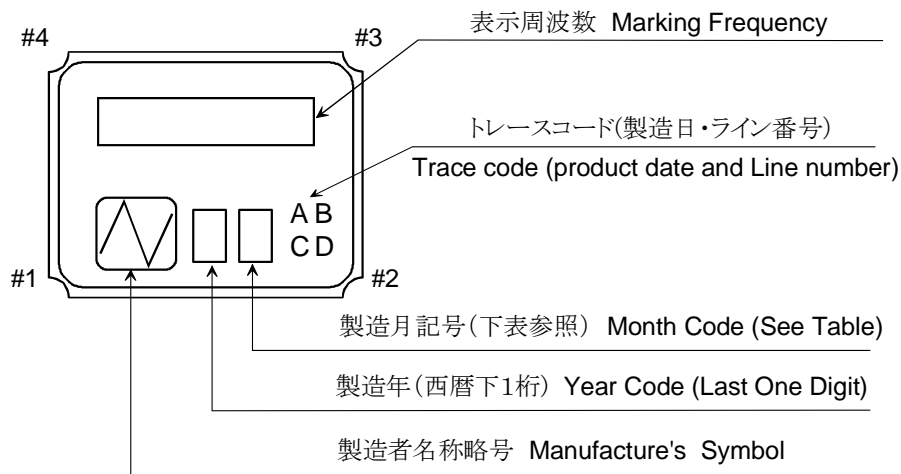 #4
#3
表示周波数 Marking Frequency
トレースコード(製造日・ライン番号)
Trace code (product date and Line number)
A B
C D
#1
#2
製造月記号(下表参照) Month Code (See Table)
製造年(西暦下1桁) Year Code (Last One Digit)
製造者名称略号 Manufacture's Symbol